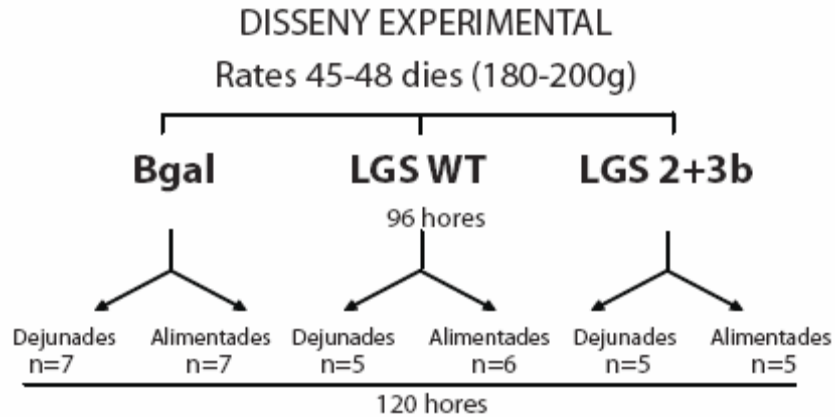 DISSENY EXPERIMENTAL
Rates 45-48 dies (180-200g)
Bgal LGS WT LGS 2+3b
96 hores
Dejunades Alimentades Dejunades Alimentades Dejunades Alimentades
n=7 n=7 n=5 n=6 n=5 n=5
120 hores